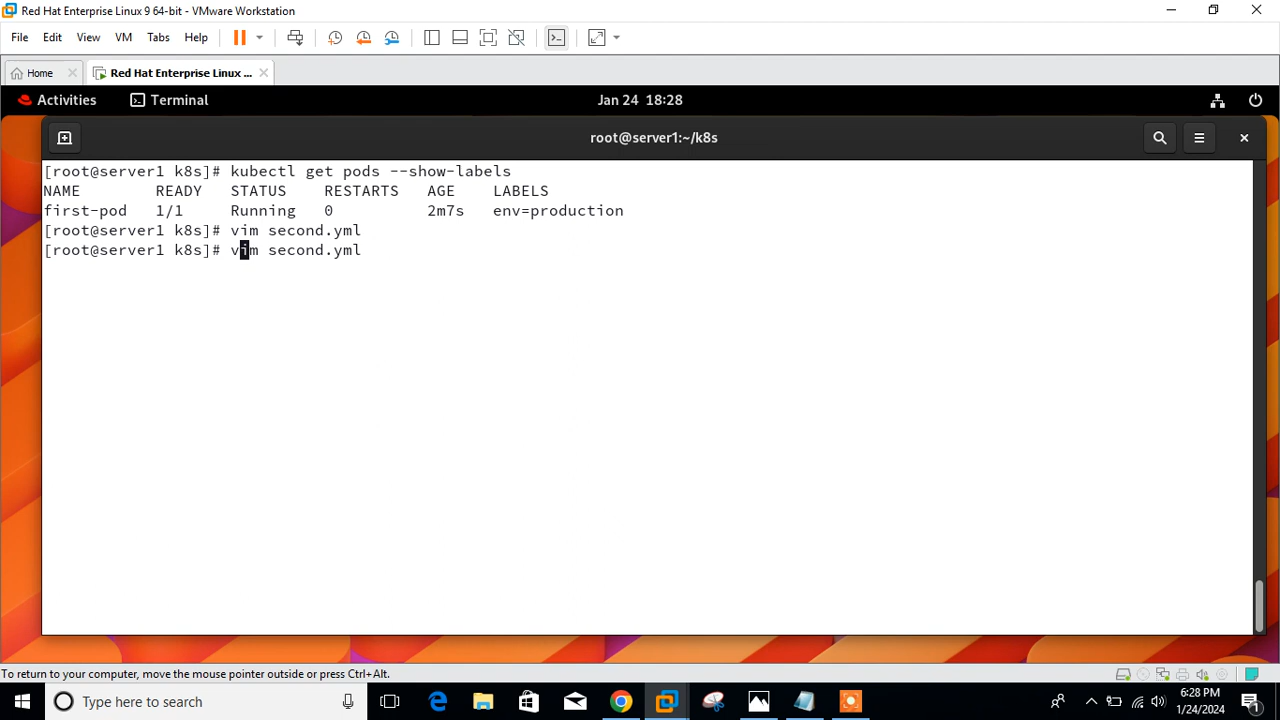 Red Hat Enterprise Linux 9 64-bit - VMware Workstation
File Edit View VM Tabs Help
Home Red Hat Enterprise Linux ...
Activities Terminal Jan 24 18:28
root@server1:~/k8s
[root@server1 k8s]# kubectl get pods --show-labels
NAME READY STATUS RESTARTS AGE LABELS
first-pod 1/1 Running 0 2m7s env=production
[root@server1 k8s]# vim second.yml
[root@server1 k8s]# vim second.yml
To return to your computer, move the mouse pointer outside or press Ctrl+Alt.
Type here to search
6:28 PM
1/24/2024
1